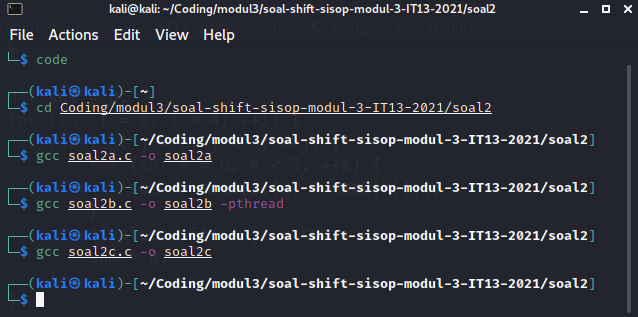 kali@kali: ~/Coding/modul3/soal-shift-sisop-modul-3-IT13-2021/soal2
File Actions Edit View Help
└─$ code
┌──(kali㉿kali)-[~]
└─$ cd Coding/modul3/soal-shift-sisop-modul-3-IT13-2021/soal2
┌──(kali㉿kali)-[~/Coding/modul3/soal-shift-sisop-modul-3-IT13-2021/soal2]
└─$ gcc soal2a.c -o soal2a
┌──(kali㉿kali)-[~/Coding/modul3/soal-shift-sisop-modul-3-IT13-2021/soal2]
└─$ gcc soal2b.c -o soal2b -pthread
┌──(kali㉿kali)-[~/Coding/modul3/soal-shift-sisop-modul-3-IT13-2021/soal2]
└─$ gcc soal2c.c -o soal2c
┌──(kali㉿kali)-[~/Coding/modul3/soal-shift-sisop-modul-3-IT13-2021/soal2]
└─$